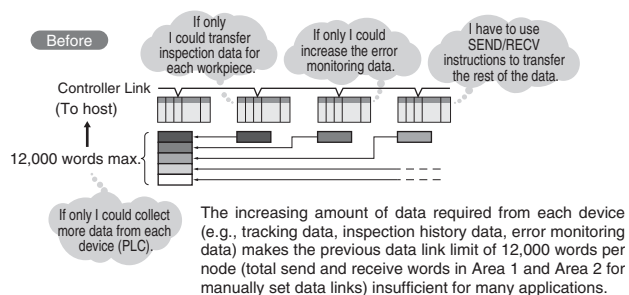 Before
If only
I could transfer
inspection data for
each workpiece.
If only I could
increase the error
monitoring data.
I have to use
SEND/RECV
instructions to transfer
the rest of the data.
Controller Link
(To host)
12,000 words max.
If only I could collect
more data from each
device (PLC).
The increasing amount of data required from each device
(e.g., tracking data, inspection history data, error monitoring
data) makes the previous data link limit of 12,000 words per
node (total send and receive words in Area 1 and Area 2 for
manually set data links) insufficient for many applications.